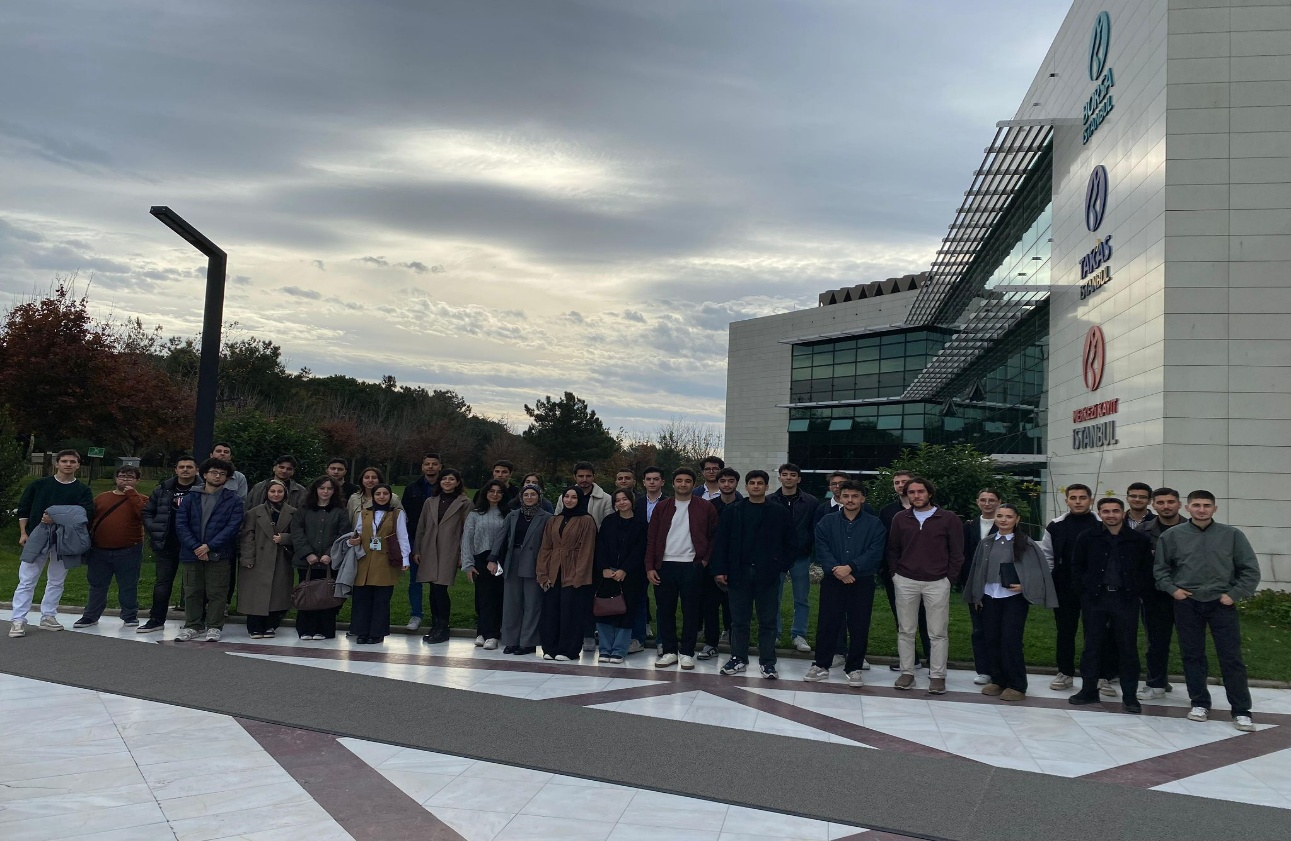 BORSA
İSTANBUL
TAKAS
İSTANBUL
MERKEZİ KAYIT
İSTANBUL